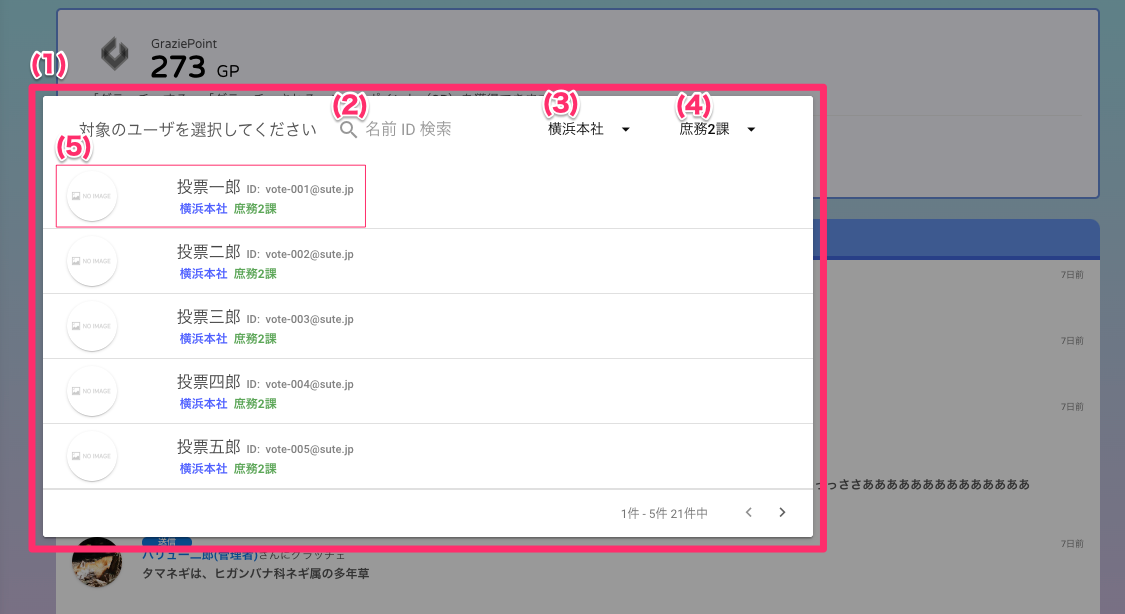 GraziePoint
(1)
273 GP
(2)
(3)
(4)
対象のユーザを選択してください
名前 ID 検索
横浜本社
庶務2課
(5)
NO IMAGE
投票一郎 ID: vote-001@sute.jp
横浜本社 庶務2課
NO IMAGE
投票二郎 ID: vote-002@sute.jp
横浜本社 庶務2課
NO IMAGE
投票三郎 ID: vote-003@sute.jp
横浜本社 庶務2課
NO IMAGE
投票四郎 ID: vote-004@sute.jp
横浜本社 庶務2課
NO IMAGE
投票五郎 ID: vote-005@sute.jp
横浜本社 庶務2課
1件 - 5件 21件中
7日前
7日前
7日前
っっささああああああああああああああ
送信
7日前
バリュー二郎(管理者)さんにグラッチェ
タマネギは、ヒガンバナ科ネギ属の多年草